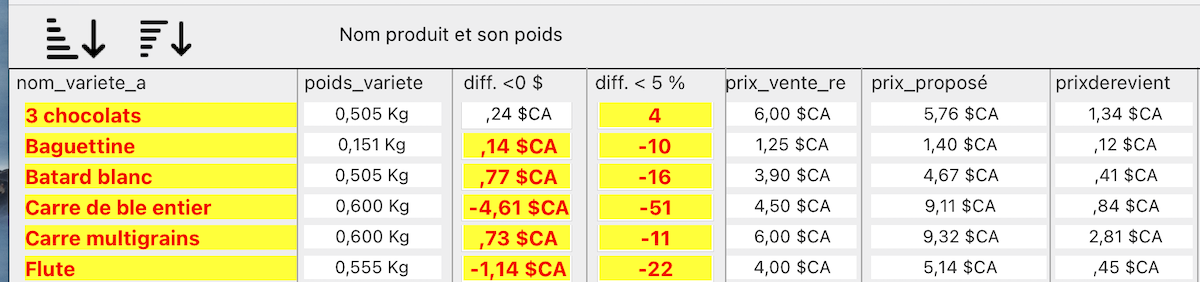 Nom produit et son poids
nom_variete_a poids_variete diff. <0 $ diff. < 5 % prix_vente_re prix_proposé prixderevient
3 chocolats 0,505 Kg ,24 $CA 4 6,00 $CA 5,76 $CA 1,34 $CA
Baguettine 0,151 Kg ,14 $CA -10 1,25 $CA 1,40 $CA ,12 $CA
Batard blanc 0,505 Kg ,77 $CA -16 3,90 $CA 4,67 $CA ,41 $CA
Carre de ble entier 0,600 Kg -4,61 $CA -51 4,50 $CA 9,11 $CA ,84 $CA
Carre multigrains 0,600 Kg ,73 $CA -11 6,00 $CA 9,32 $CA 2,81 $CA
Flute 0,555 Kg -1,14 $CA -22 4,00 $CA 5,14 $CA ,45 $CA